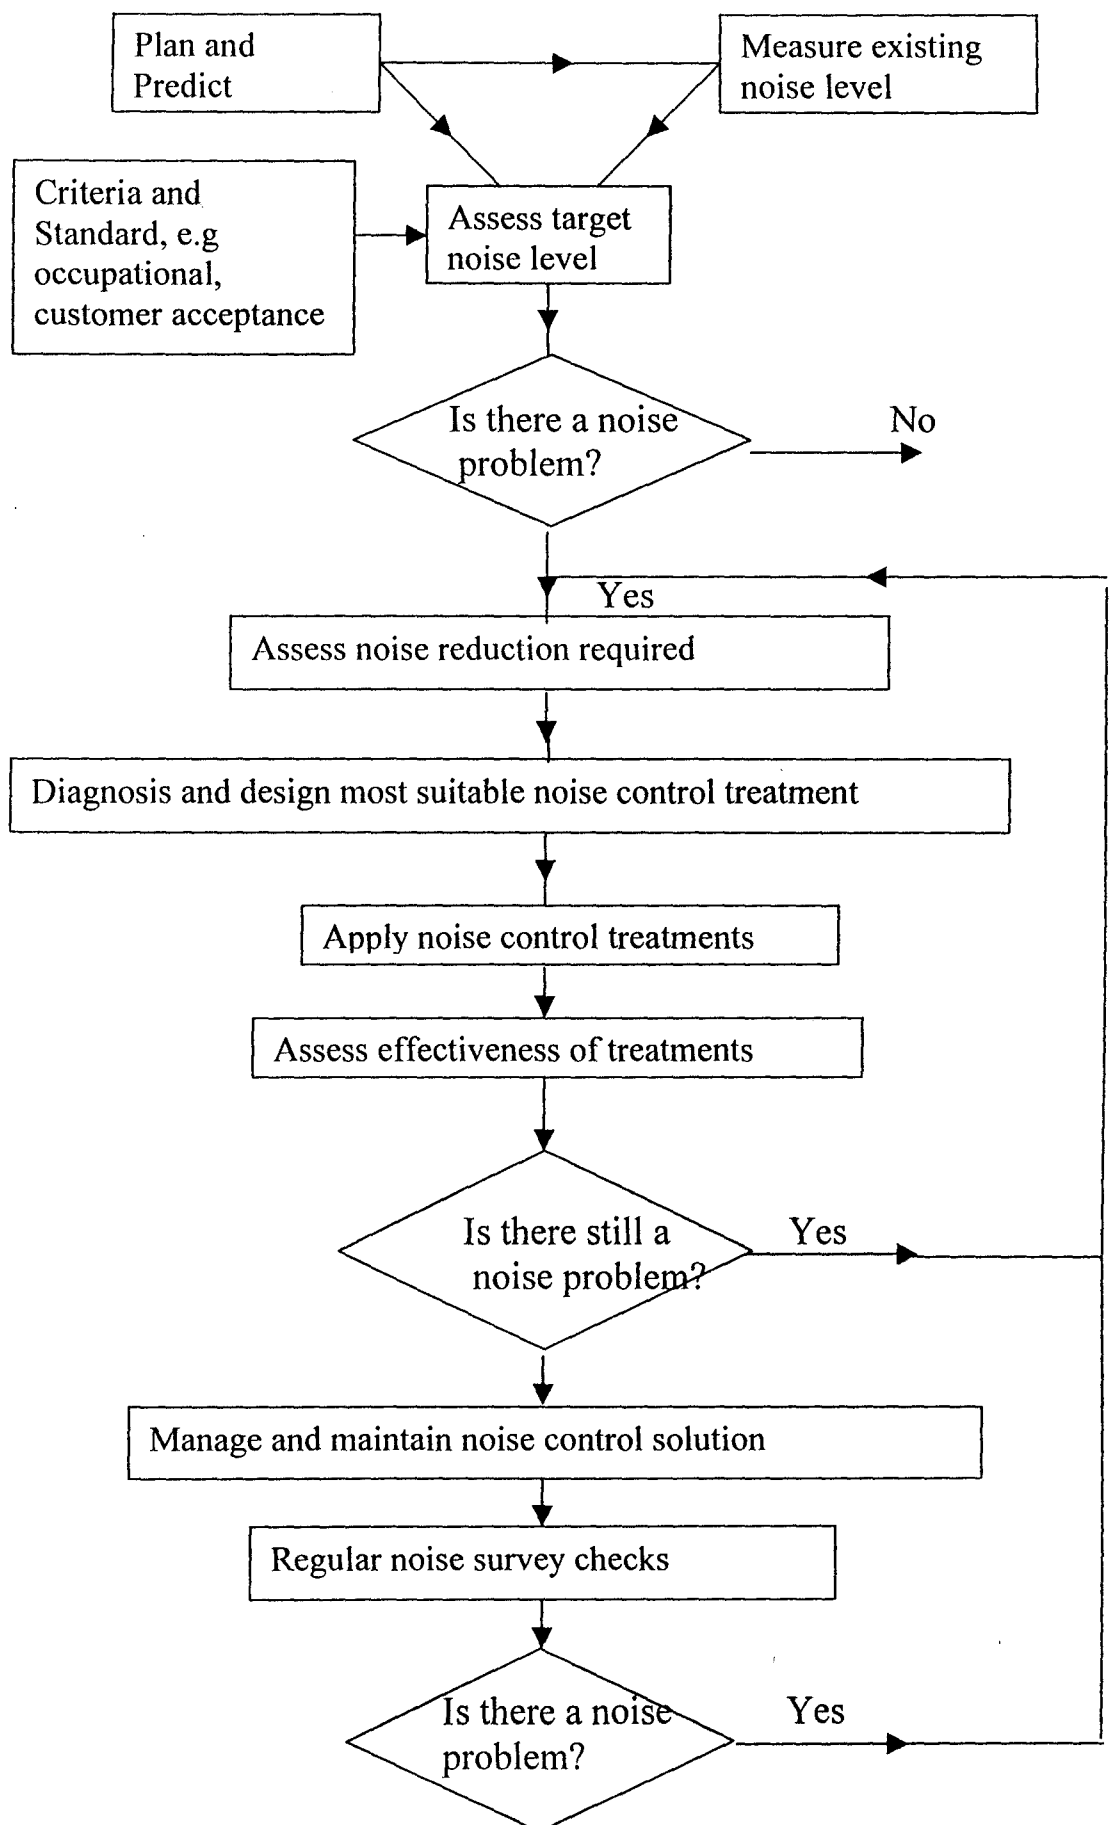 Plan and
Predict
Measure existing
noise level
Criteria and
Standard, e.g
occupational,
customer acceptance
Assess target
noise level
Is there a noise
problem?
No
Yes
Assess noise reduction required
Diagnosis and design most suitable noise control treatment
Apply noise control treatments
Assess effectiveness of treatments
Is there still a
noise problem?
Yes
Manage and maintain noise control solution
Regular noise survey checks
Is there a noise
problem?
Yes